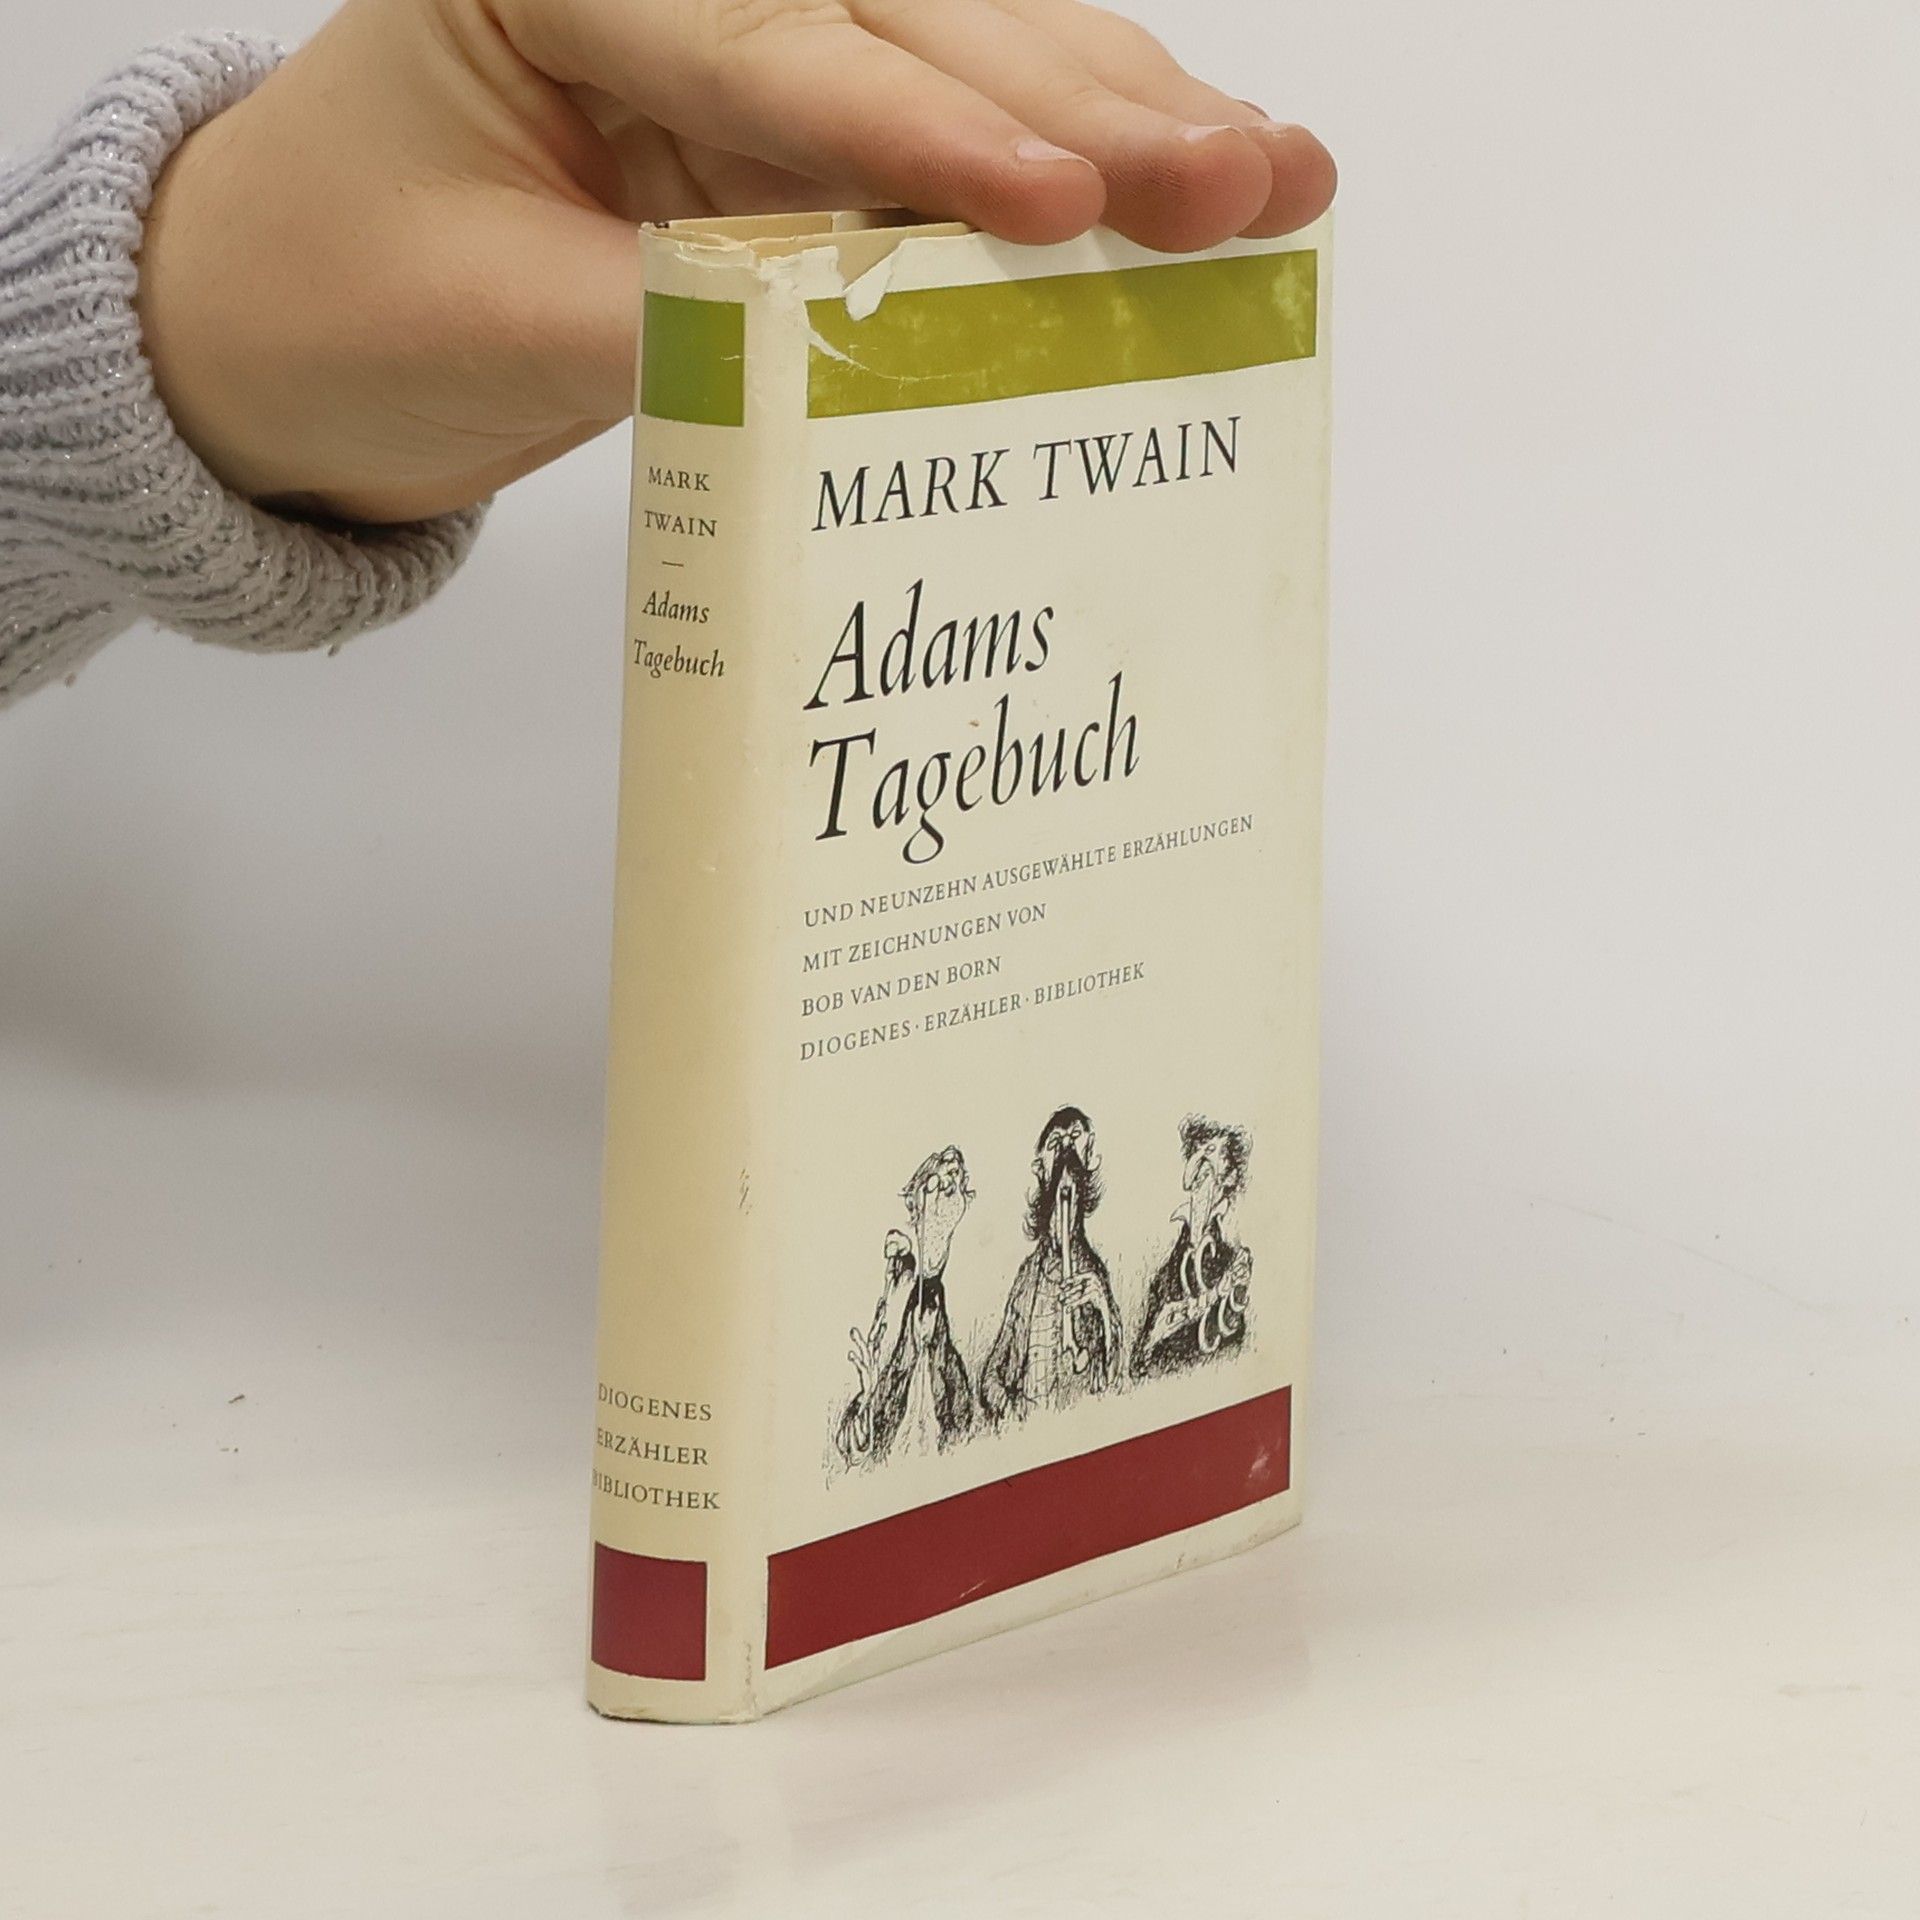 MARK
TWAIN
—
Adams
Tagebuch
DIOGENES
ERZÄHLER
BIBLIOTHEK
MARK TWAIN
Adams
Tagebuch
UND NEUNZEHN AUSGEWÄHLTE ERZÄHLUNGEN
MIT ZEICHNUNGEN VON
BOB VAN DEN BORN
DIOGENES · ERZÄHLER · BIBLIOTHEK